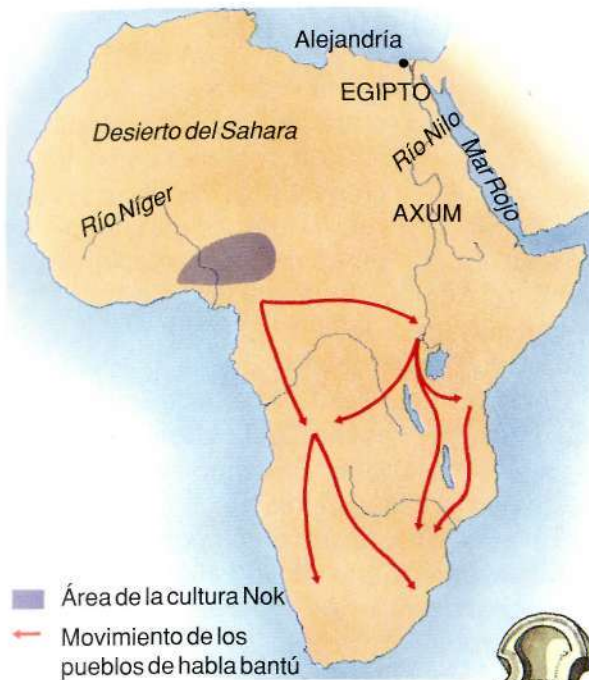 Alejandría
EGIPTO
Desierto del Sahara
Río Nilo
Mar Rojo
Río Níger
AXUM
Área de la cultura Nok
Movimiento de los
pueblos de habla bantú